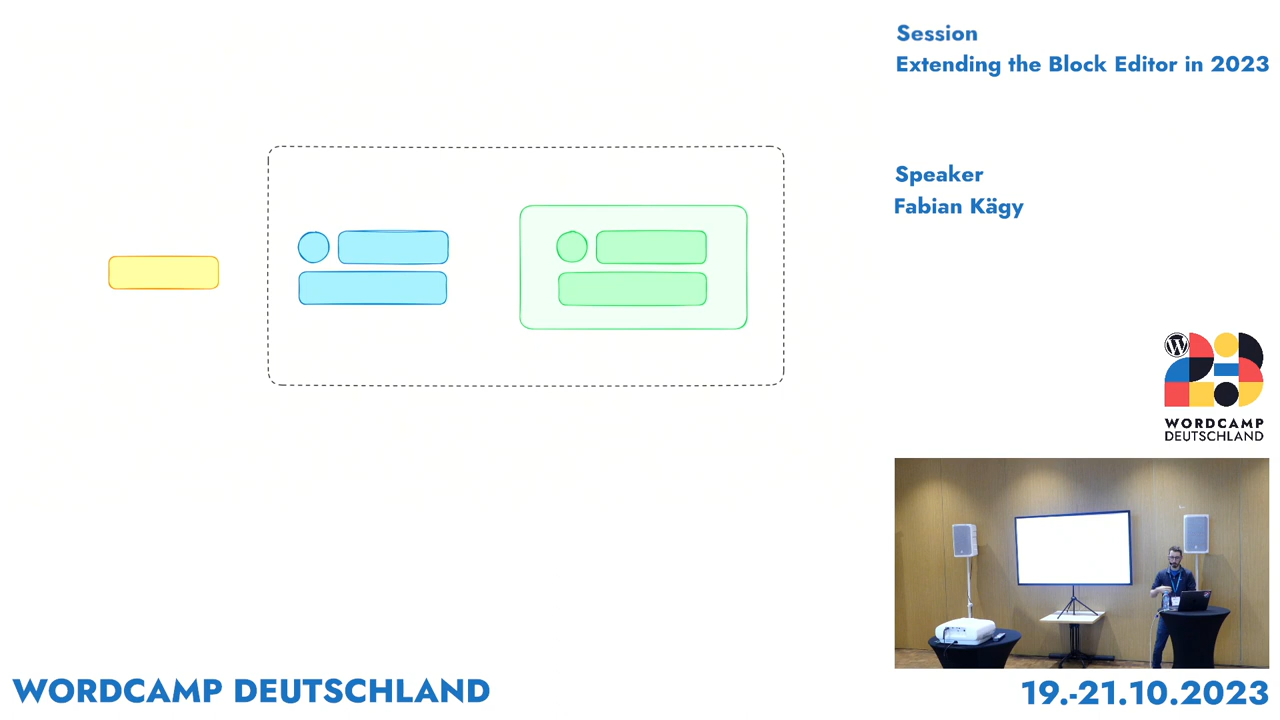 Session
Extending the Block Editor in 2023
Speaker
Fabian Kägy
WORDCAMP
DEUTSCHLAND
WORDCAMP DEUTSCHLAND
19.-21.10.2023